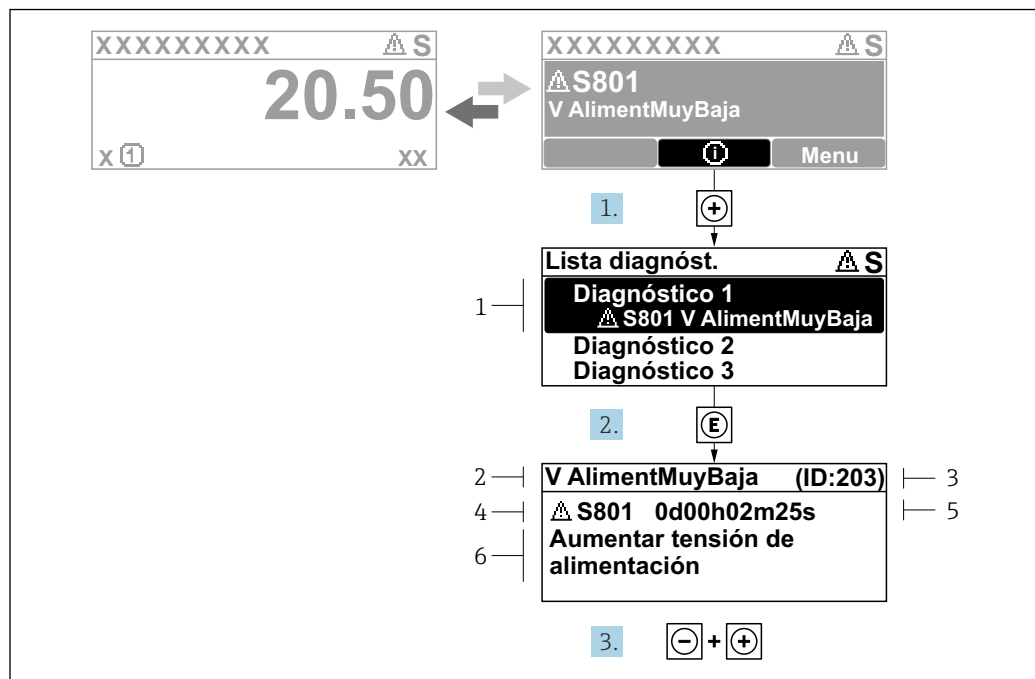 XXXXXXXXX ⚠ S
20.50
x ① xx
XXXXXXXXX ⚠ S
⚠ S801
V AlimentMuyBaja
ⓘ Menu
1. +
Lista diagnóst. ⚠ S
1
Diagnóstico 1
⚠ S801 V AlimentMuyBaja
Diagnóstico 2
Diagnóstico 3
2. E
2 V AlimentMuyBaja (ID:203) 3
4 ⚠ S801 0d00h02m25s 5
6
Aumentar tensión de
alimentación
3. - + +